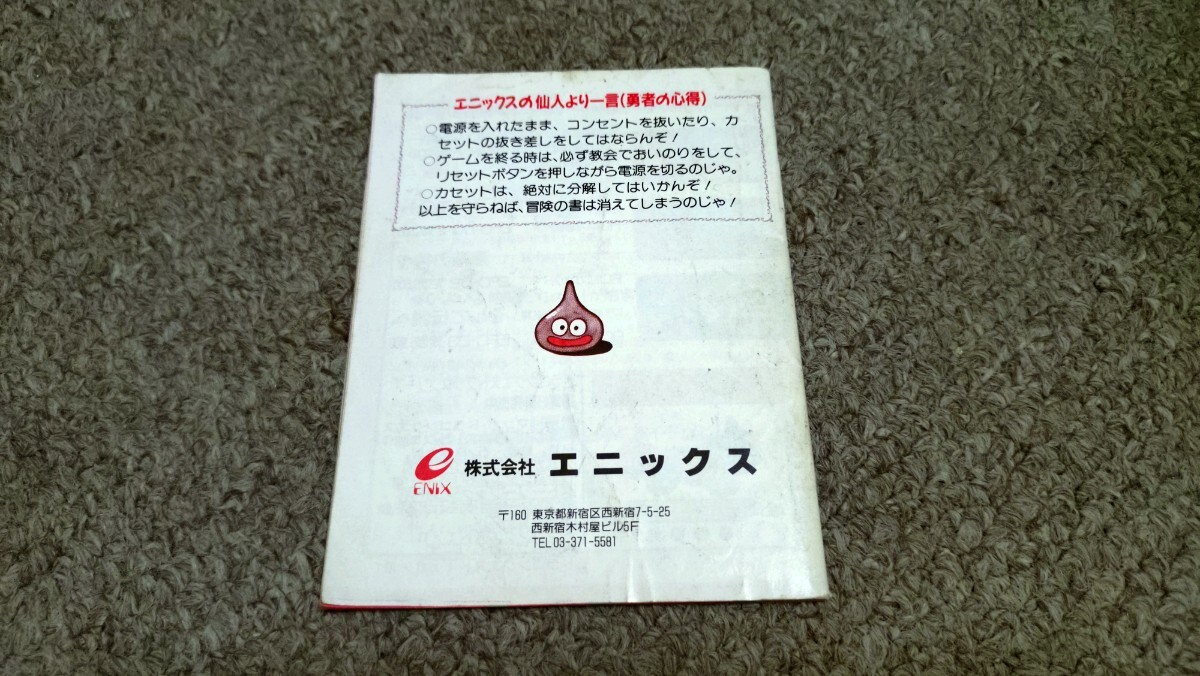 エニックスの仙人より一言(勇者の心得)
○電源を入れたまま、コンセントを抜いたり、カ
セットの抜き差しをしてはならんぞ!
○ゲームを終る時は、必ず教会でおいのりをして、
リセットボタンを押しながら電源を切るのじゃ。
○カセットは、絶対に分解してはいかんぞ!
以上を守らねば、冒険の書は消えてしまうのじゃ!
e
ENIX
株式会社 エニックス
〒160 東京都新宿区西新宿7-5-25
西新宿木村屋ビル5F
TEL 03-371-5581